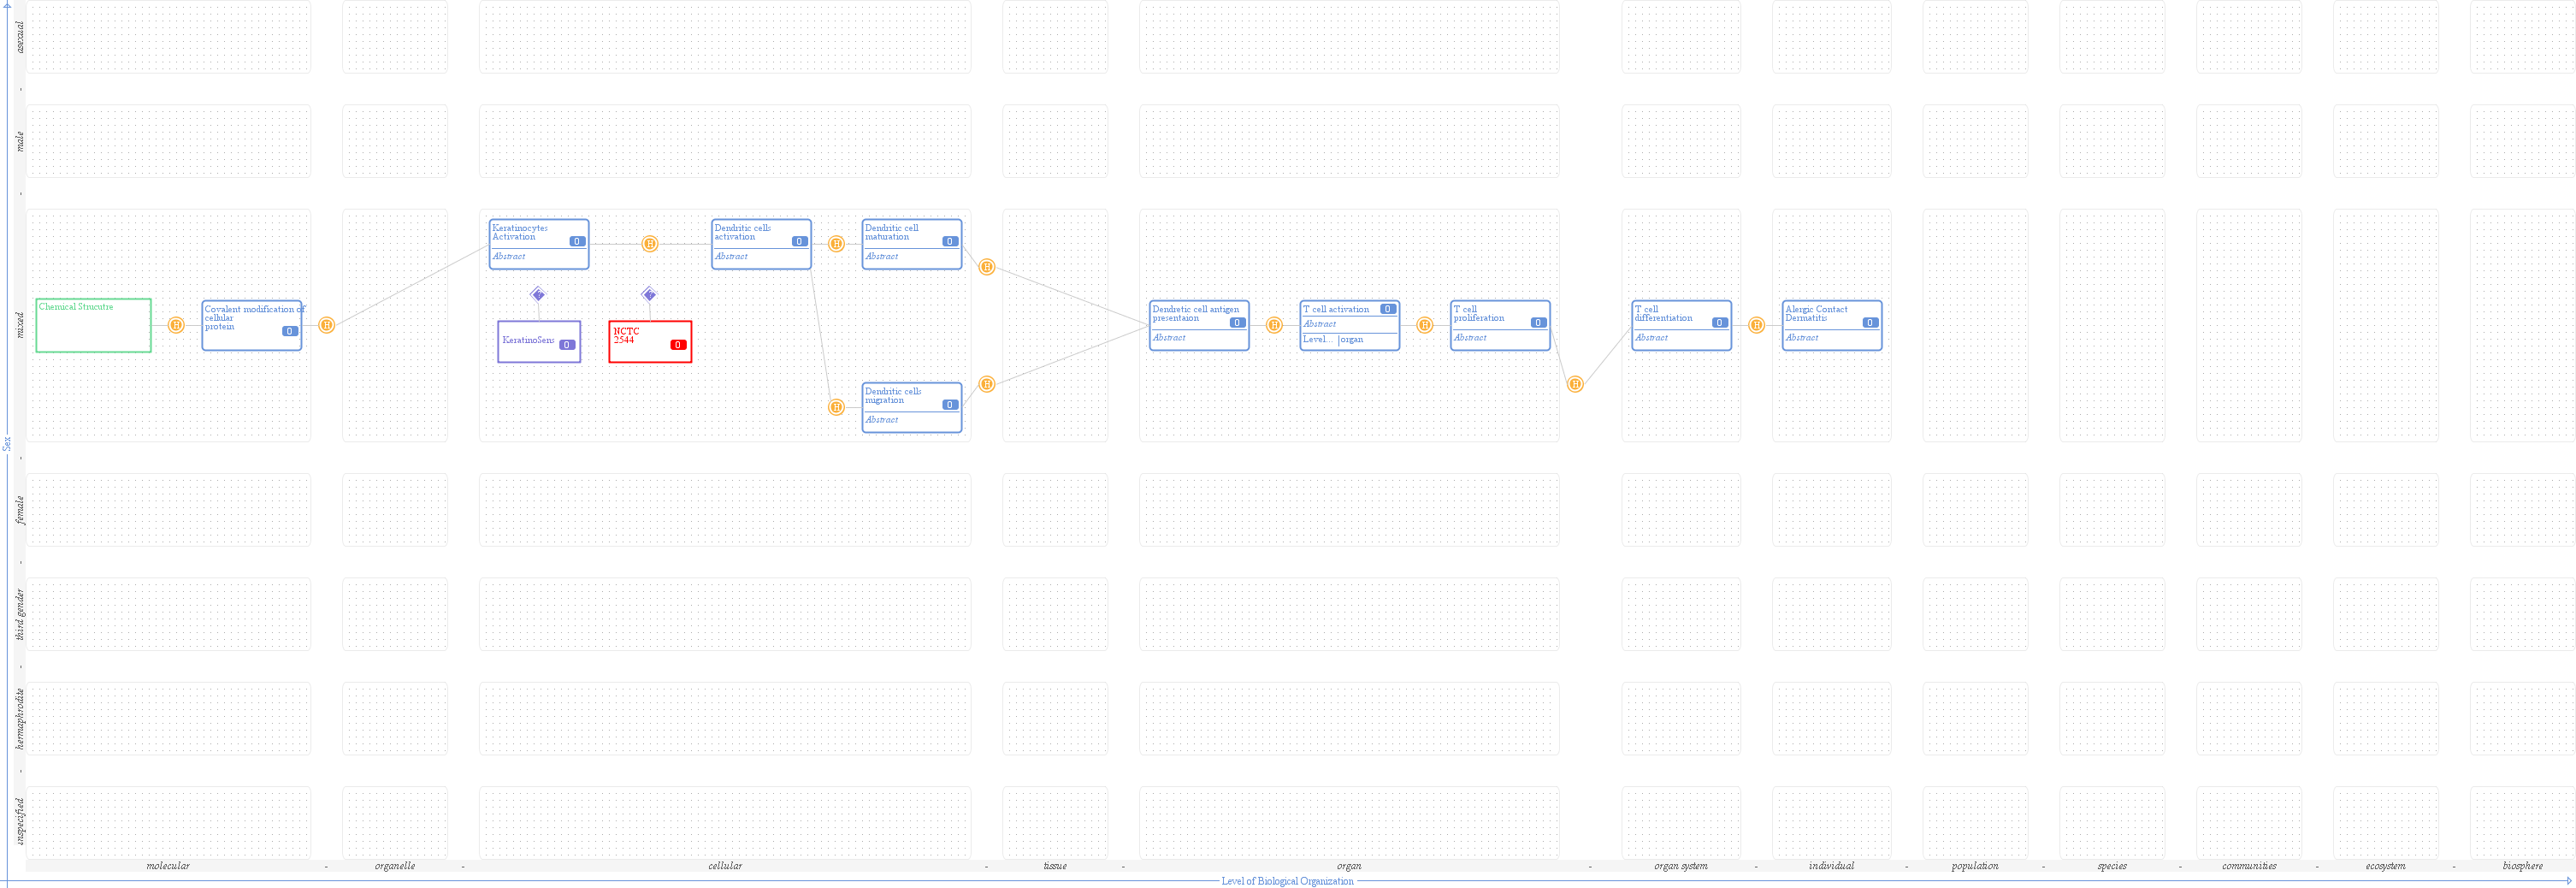 asexual
male
mixed
female
third gender
hermaphrodite
unspecified
Sex
Chemical Strucutre
H
Covalent modification of
cellular
protein
0
H
Keratinocytes
Activation
0
Abstract
H
Dendritic cells
activation
0
Abstract
H
Dendritic cell
maturation
0
Abstract
H
?
?
KeratinoSens
0
NCTC
2544
0
H
Dendritic cells
migration
0
Abstract
H
Dendretic cell antigen
presentaion
0
Abstract
H
T cell activation
0
Abstract
Level... organ
H
T cell
proliferation
0
Abstract
H
T cell
differentiation
0
Abstract
H
Alergic Contact
Dermatitis
0
Abstract
molecular - organelle - cellular - tissue - organ - organ system - individual - population - species - communities - ecosystem - biosphere
Level of Biological Organization